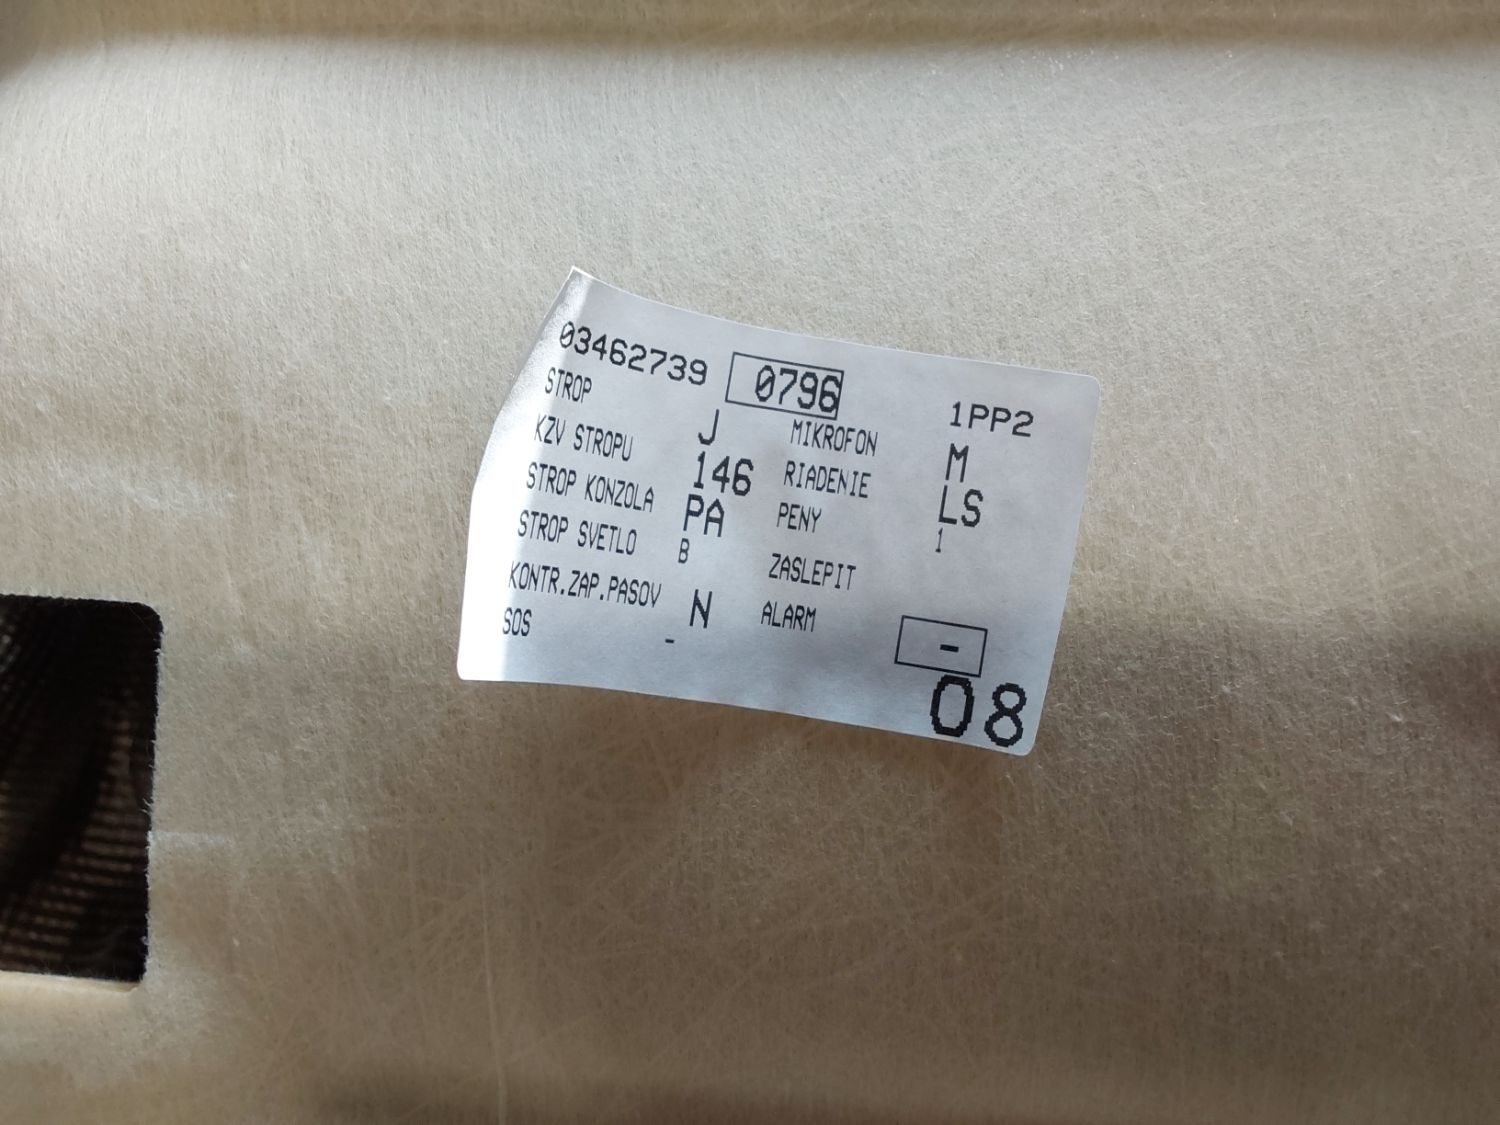 03462739 0796 1PP2
STROP J MIKROFON M
KZV STROPU 146 RIADENIE LS
STROP KONZOLA PA PENY 1
STROP SVETLO B ZASLEPIT
KONTR.ZAP.PASOV N ALARM -
SOS -
08